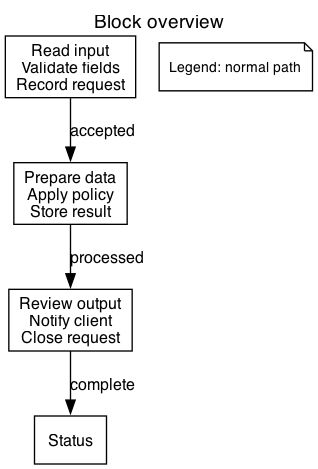 Block overview
Read input
Validate fields
Record request
Legend: normal path
accepted
Prepare data
Apply policy
Store result
processed
Review output
Notify client
Close request
complete
Status